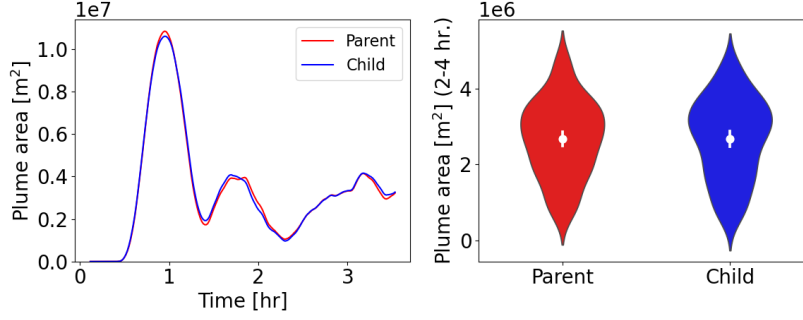 1e7
Plume area [m²]
1.0
0.8
0.6
0.4
0.2
0.0
0 1 2 3
Time [hr]
Parent
Child
1e6
Plume area [m²] (2-4 hr.)
4
2
0
Parent Child